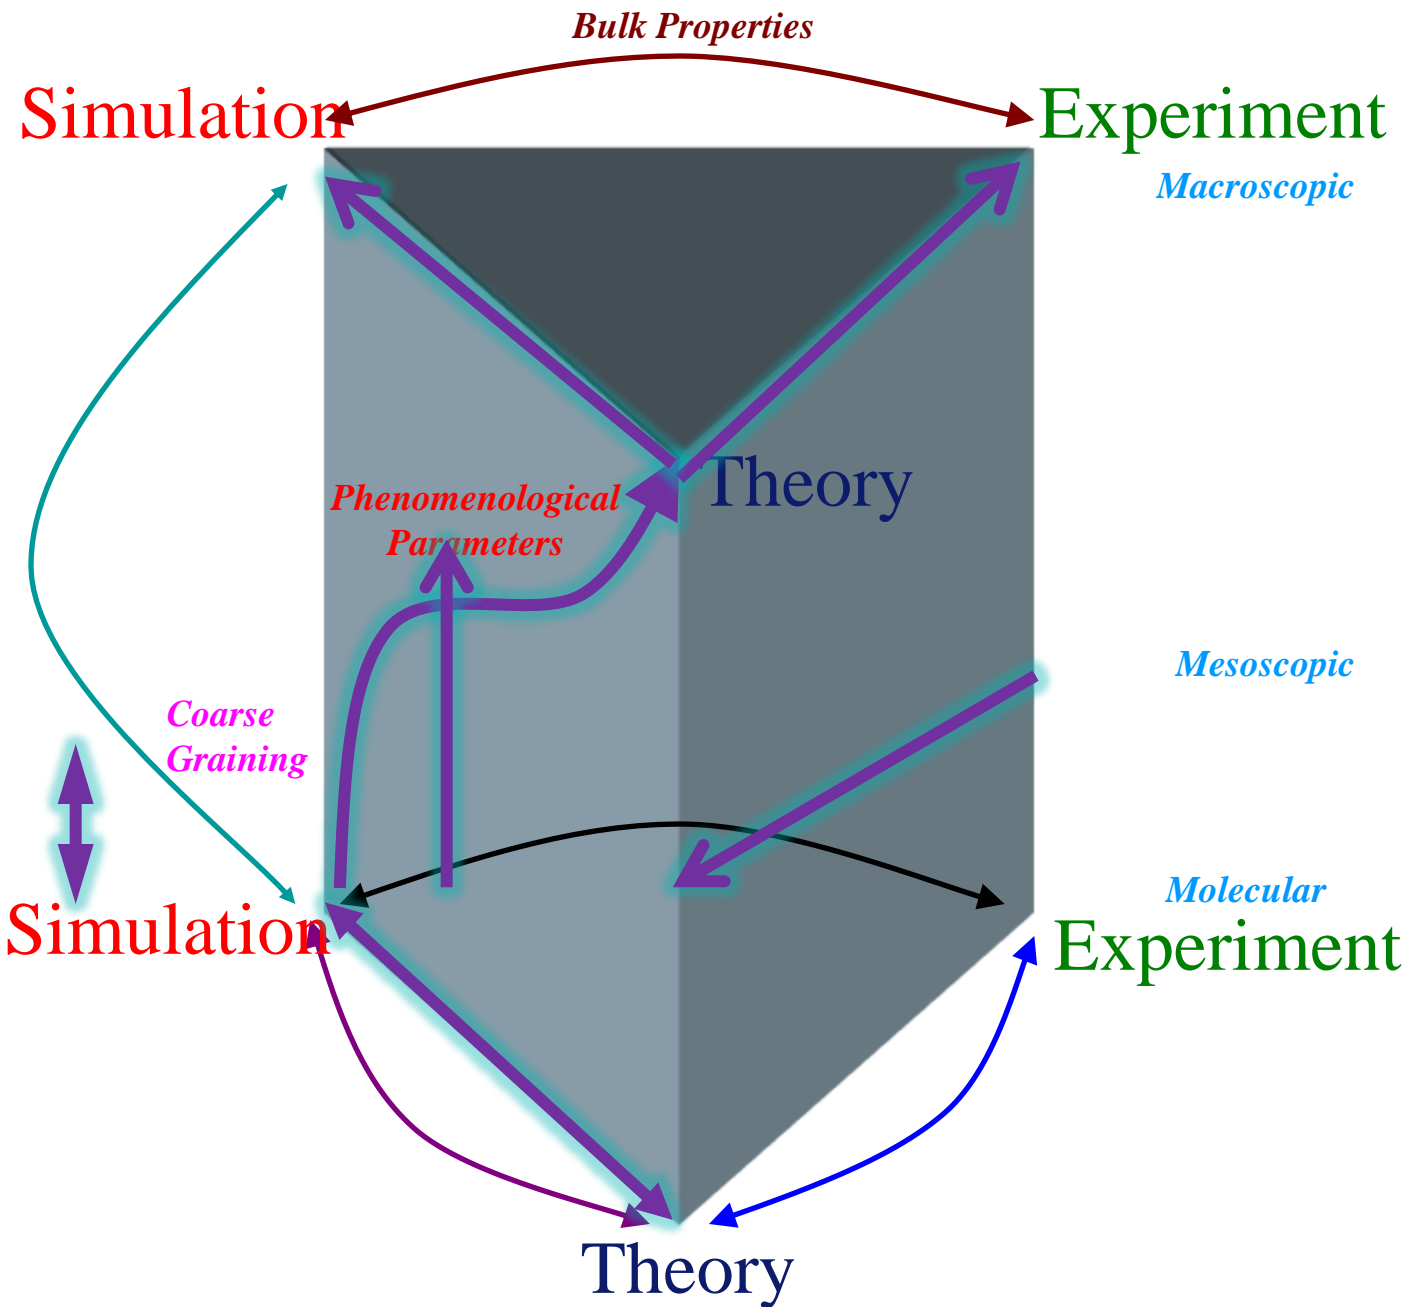 Bulk Properties
Simulation
Experiment
Macroscopic
Theory
Phenomenological
Parameters
Mesoscopic
Coarse
Graining
Molecular
Simulation
Experiment
Theory